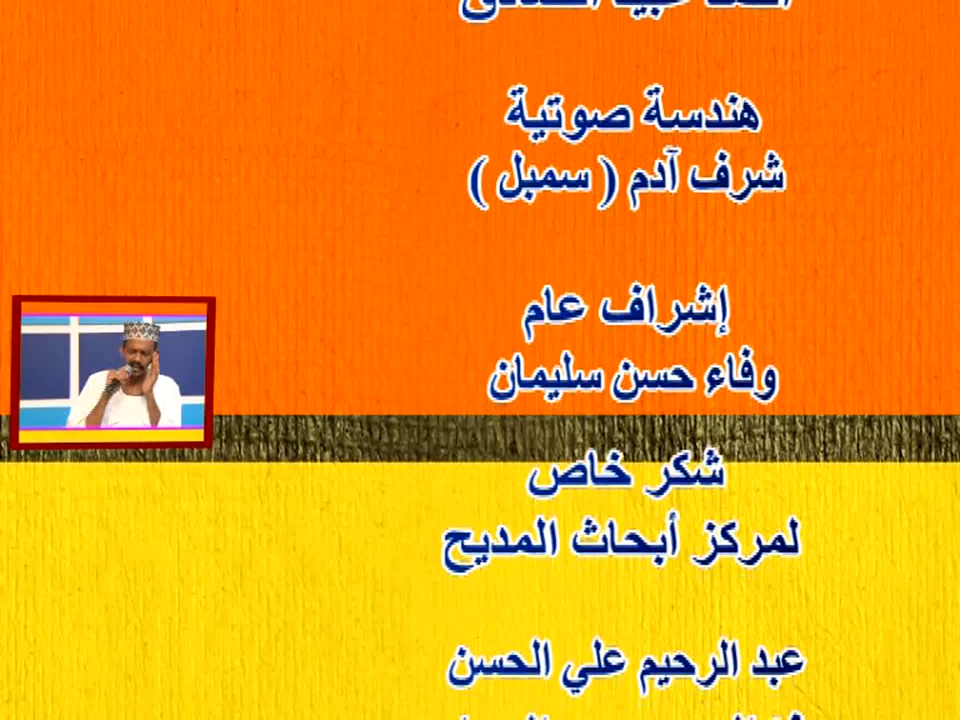 هندسة صوتية
شرف آدم ( سمبل )
إشراف عام
وفاء حسن سليمان
شكر خاص
لمركز أبحاث المديح
عبد الرحيم علي الحسن